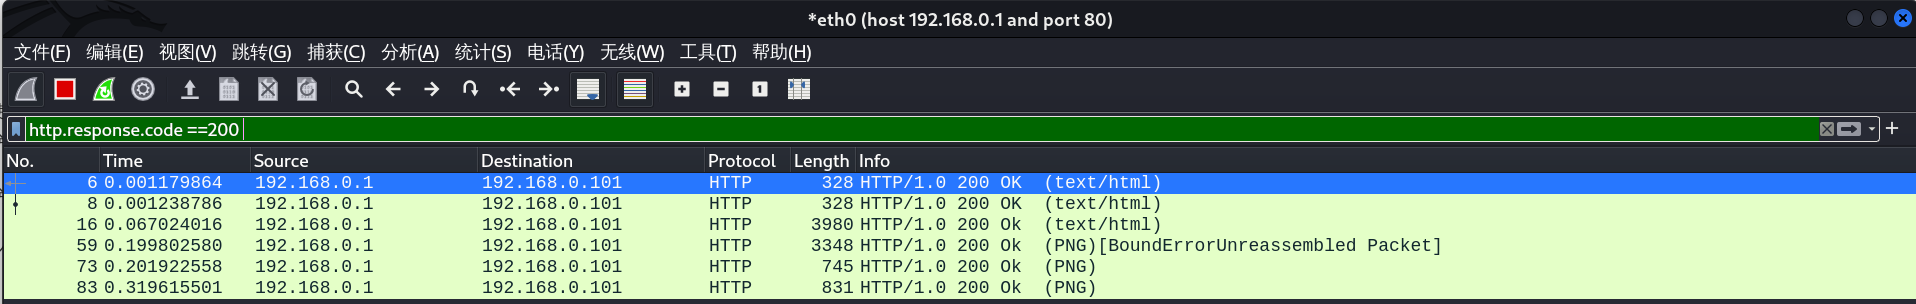 *eth0 (host 192.168.0.1 and port 80)
文件(F) 编辑(E) 视图(V) 跳转(G) 捕获(C) 分析(A) 统计(S) 电话(Y) 无线(W) 工具(T) 帮助(H)
http.response.code ==200
No. Time Source Destination Protocol Length Info
6 0.001179864 192.168.0.1 192.168.0.101 HTTP 328 HTTP/1.0 200 OK (text/html)
8 0.001238786 192.168.0.1 192.168.0.101 HTTP 328 HTTP/1.0 200 OK (text/html)
16 0.067024016 192.168.0.1 192.168.0.101 HTTP 3980 HTTP/1.0 200 Ok (text/html)
59 0.199802580 192.168.0.1 192.168.0.101 HTTP 3348 HTTP/1.0 200 Ok (PNG)[BoundErrorUnreassembled Packet]
73 0.201922558 192.168.0.1 192.168.0.101 HTTP 745 HTTP/1.0 200 Ok (PNG)
83 0.319615501 192.168.0.1 192.168.0.101 HTTP 831 HTTP/1.0 200 Ok (PNG)